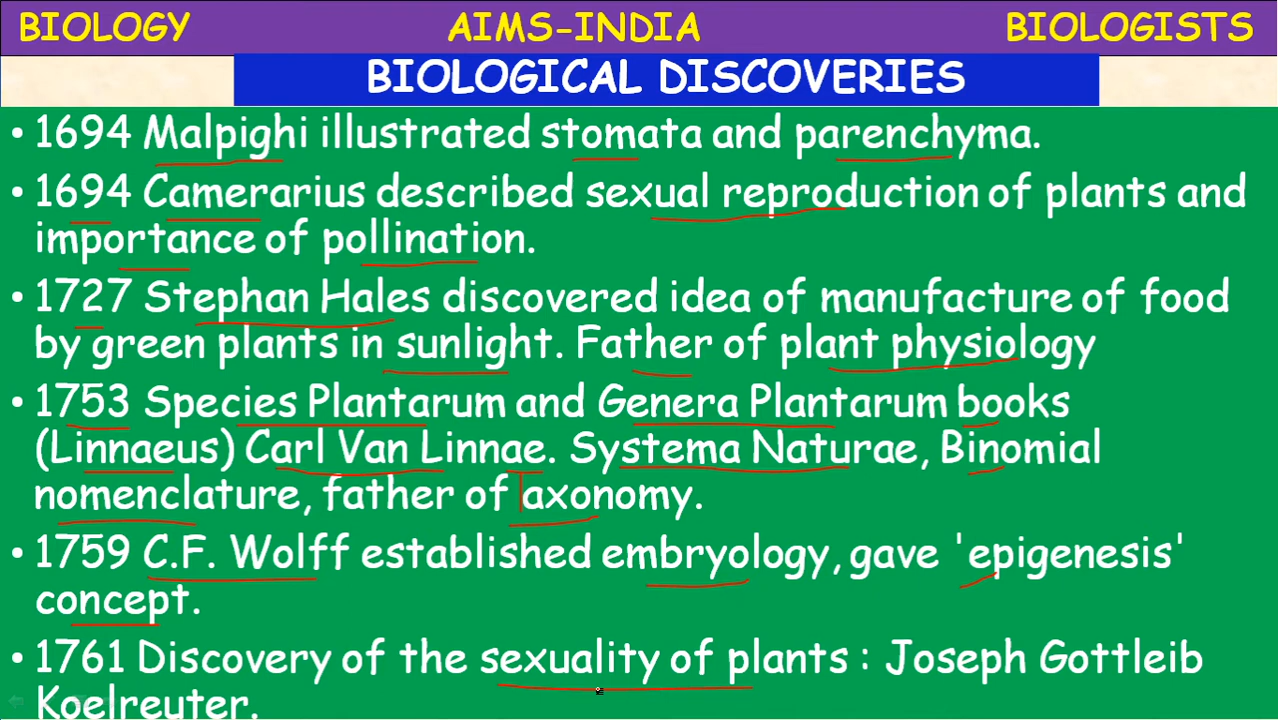 BIOLOGY AIMS-INDIA BIOLOGISTS
BIOLOGICAL DISCOVERIES
• 1694 Malpighi illustrated stomata and parenchyma.
• 1694 Camerarius described sexual reproduction of plants and
importance of pollination.
• 1727 Stephan Hales discovered idea of manufacture of food
by green plants in sunlight. Father of plant physiology
• 1753 Species Plantarum and Genera Plantarum books
(Linnaeus) Carl Van Linnae. Systema Naturae, Binomial
nomenclature, father of Taxonomy.
• 1759 C.F. Wolff established embryology, gave 'epigenesis'
concept.
• 1761 Discovery of the sexuality of plants : Joseph Gottleib
Koelreuter.